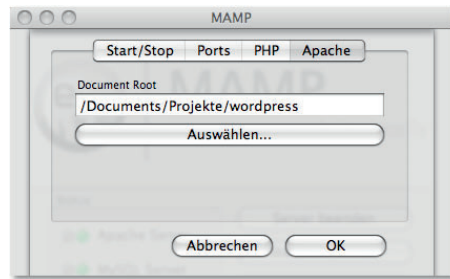 MAMP
Start/Stop Ports PHP Apache
Document Root
/Documents/Projekte/wordpress
Auswählen...
Abbrechen OK